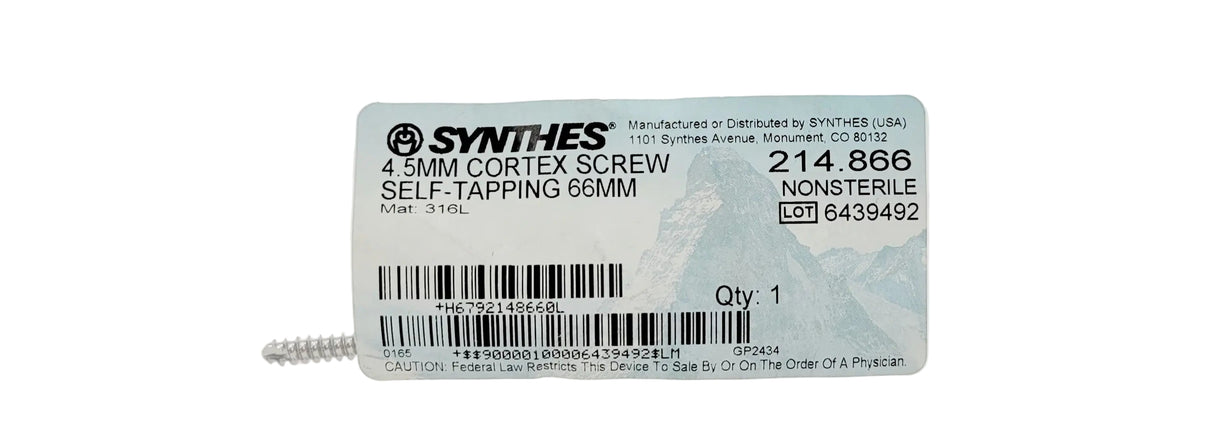 SYNTHES®
Manufactured or Distributed by SYNTHES (USA)
1101 Synthes Avenue, Monument, CO 80132
4.5MM CORTEX SCREW
SELF-TAPPING 66MM
Mat: 316L
214.866
NONSTERILE
LOT 6439492
Qty: 1
+H6792148660L
0165 +$$90000100006439492$LM GP2434
CAUTION: Federal Law Restricts This Device To Sale By Or On The Order Of A Physician.